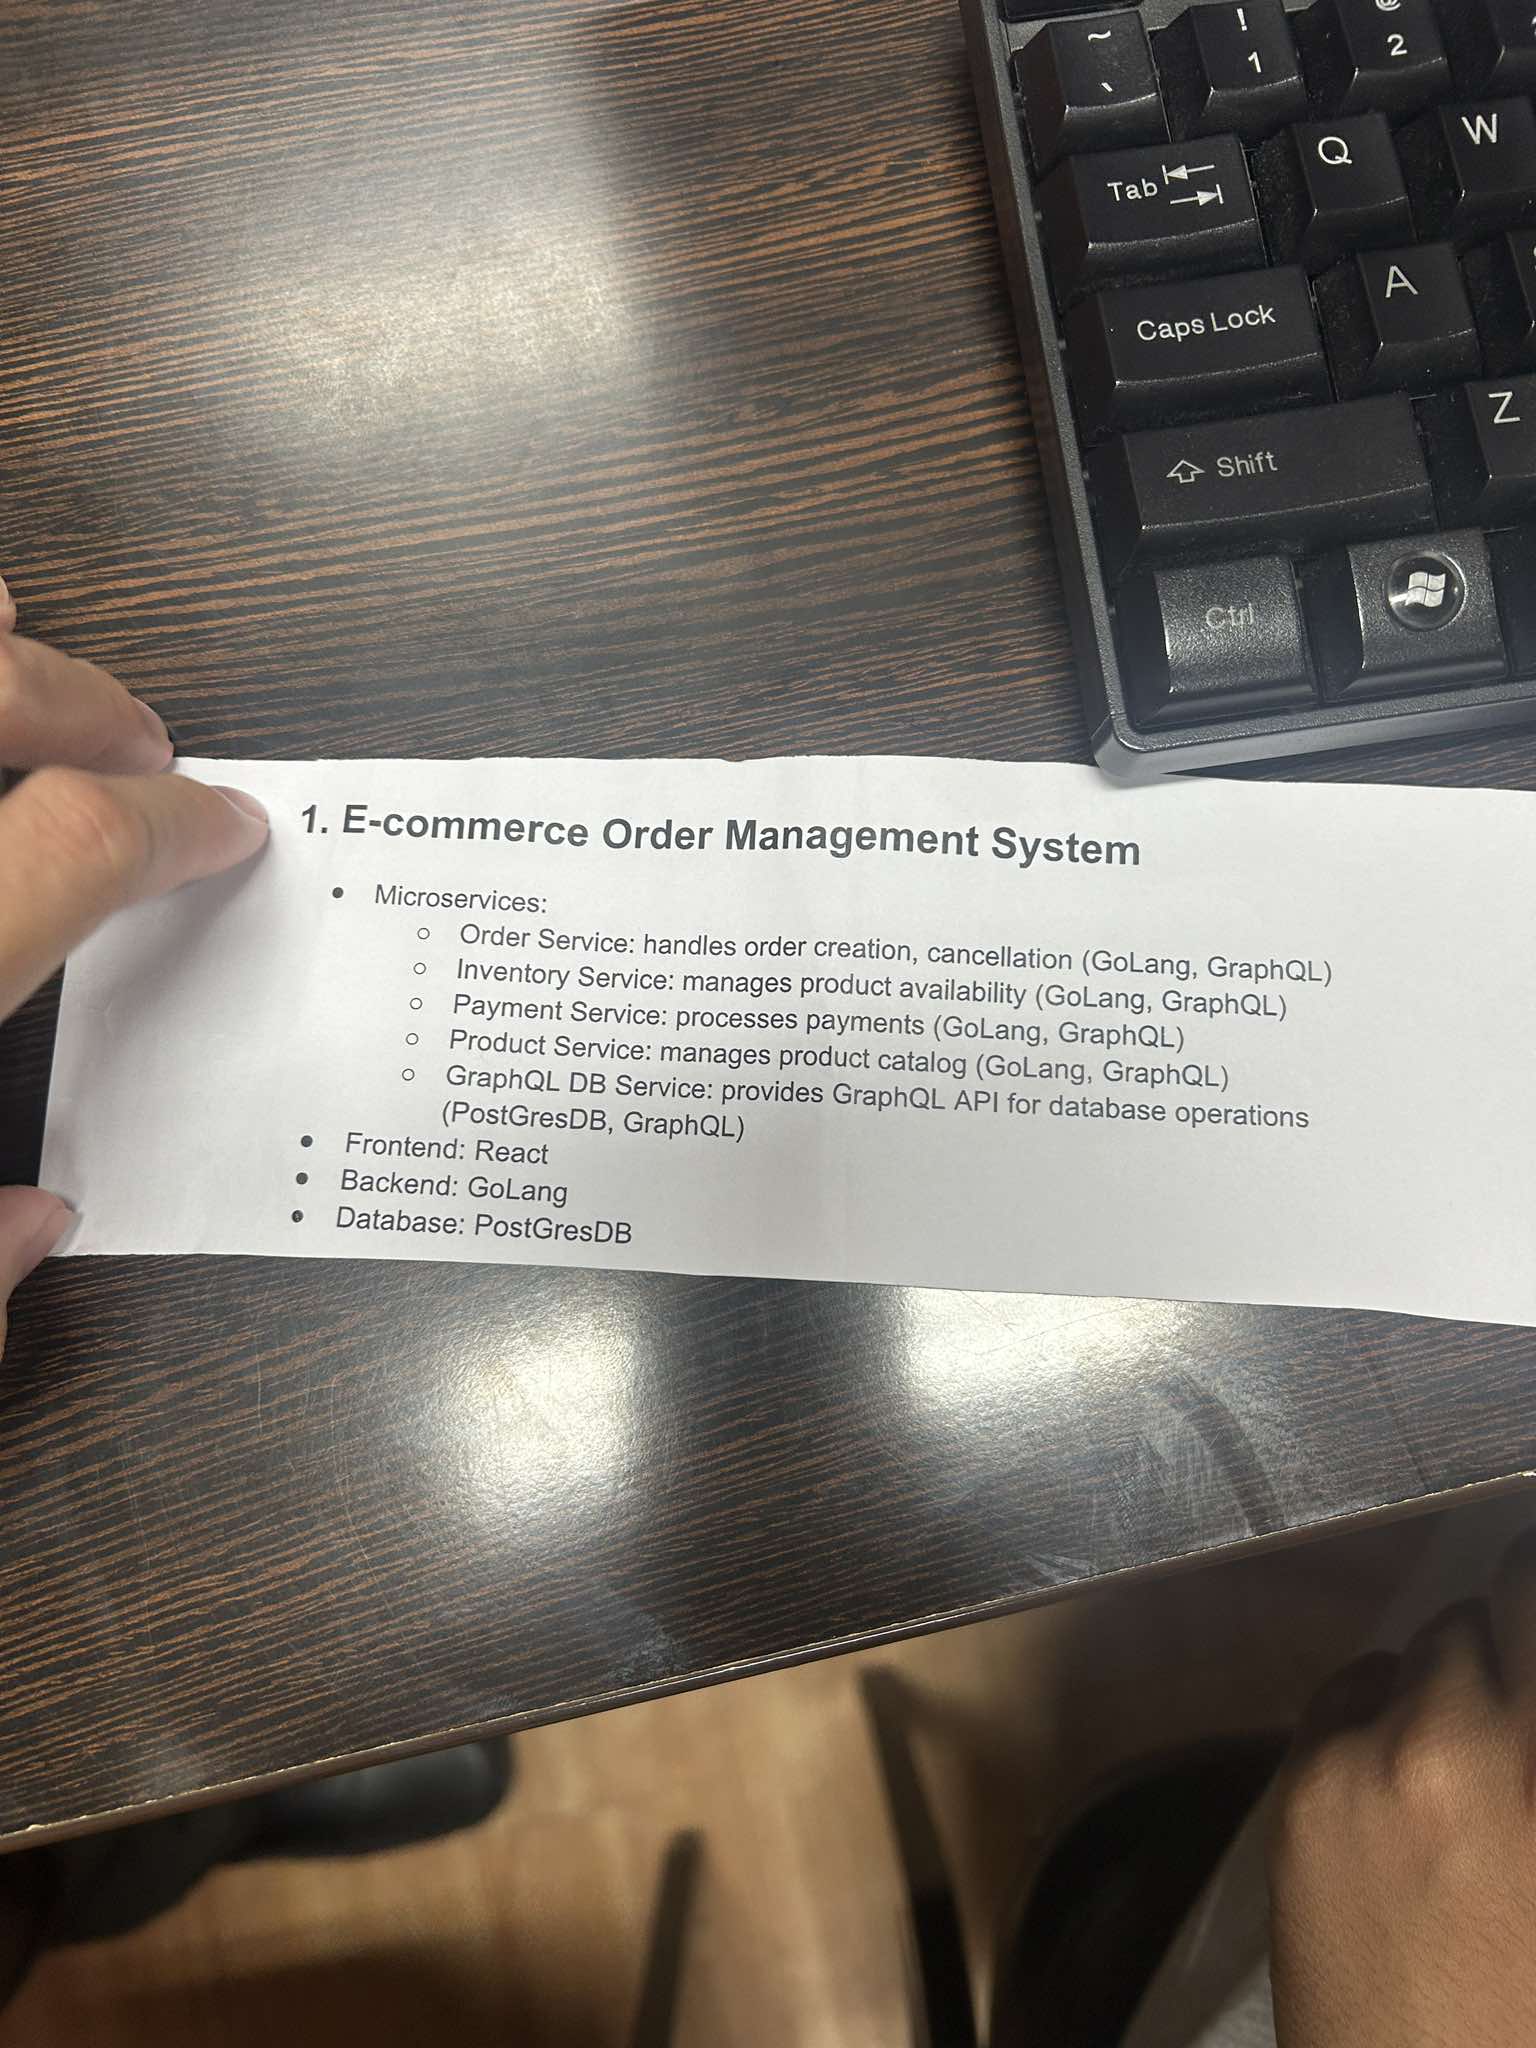 ~
`
!
1
@
2
Tab
Q
W
Caps Lock
A
Shift
Z
Ctrl
1. E-commerce Order Management System
• Microservices:
○ Order Service: handles order creation, cancellation (GoLang, GraphQL)
○ Inventory Service: manages product availability (GoLang, GraphQL)
○ Payment Service: processes payments (GoLang, GraphQL)
○ Product Service: manages product catalog (GoLang, GraphQL)
○ GraphQL DB Service: provides GraphQL API for database operations
(PostGresDB, GraphQL)
• Frontend: React
• Backend: GoLang
• Database: PostGresDB